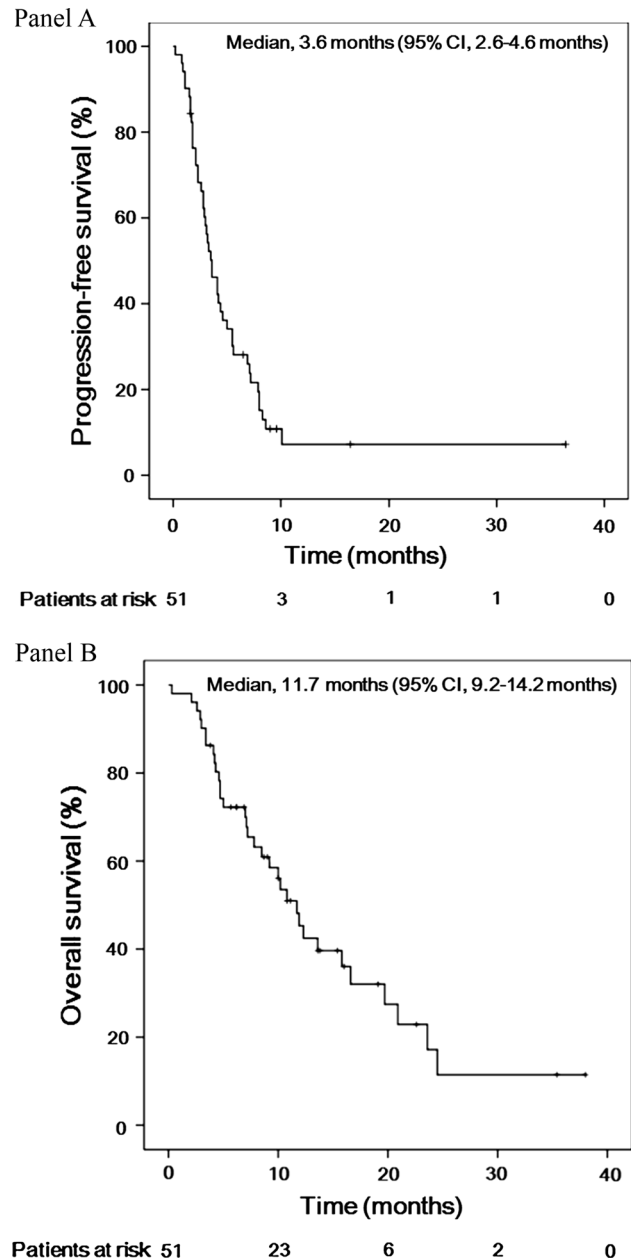 Panel A
Median, 3.6 months (95% CI, 2.6-4.6 months)
Progression-free survival (%)
100
80
60
40
20
0
0 10 20 30 40
Time (months)
Patients at risk 51 3 1 1 0
Panel B
Median, 11.7 months (95% CI, 9.2-14.2 months)
Overall survival (%)
100
80
60
40
20
0
0 10 20 30 40
Time (months)
Patients at risk 51 23 6 2 0